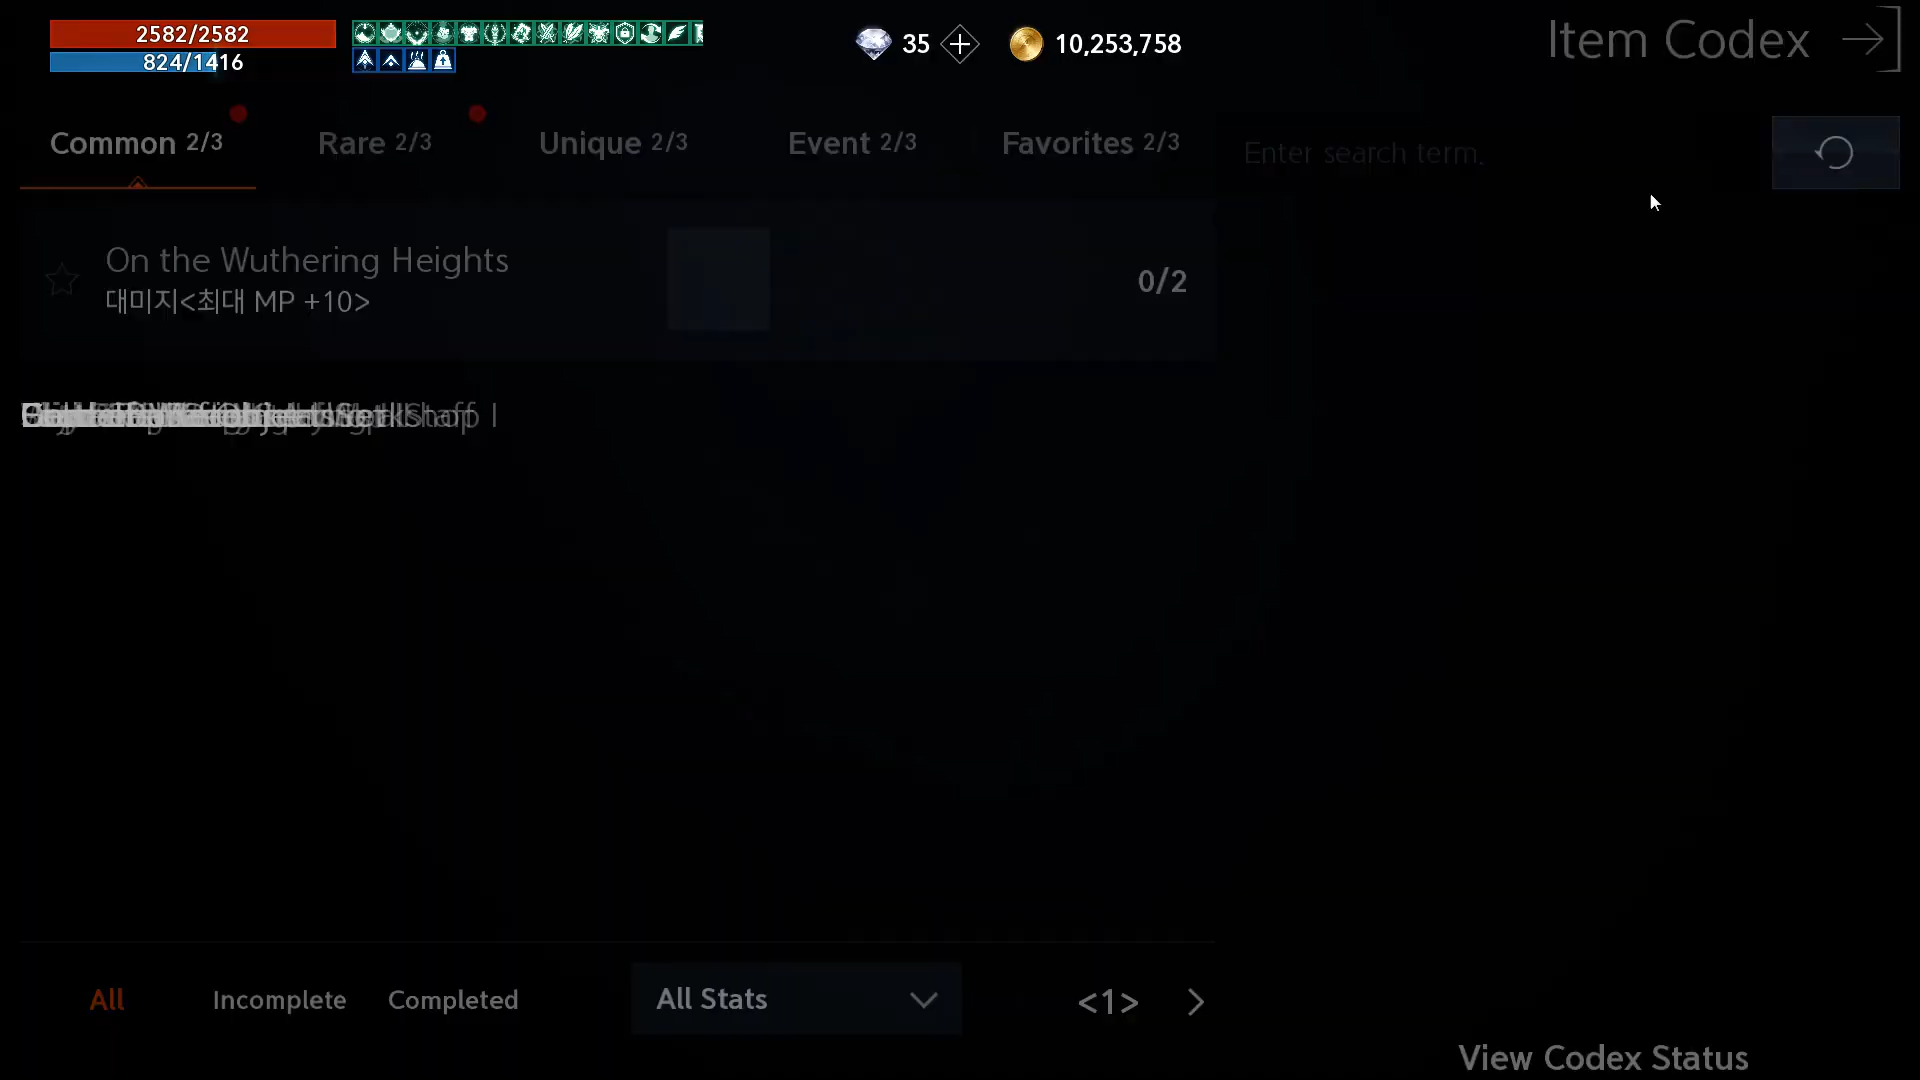 2582/2582
824/1416
35
10,253,758
Item Codex
Common 2/3
Rare 2/3
Unique 2/3
Event 2/3
Favorites 2/3
Enter search term.
On the Wuthering Heights
대미지<최대 MP +10>
0/2
All
Incomplete
Completed
All Stats
<1>
View Codex Status